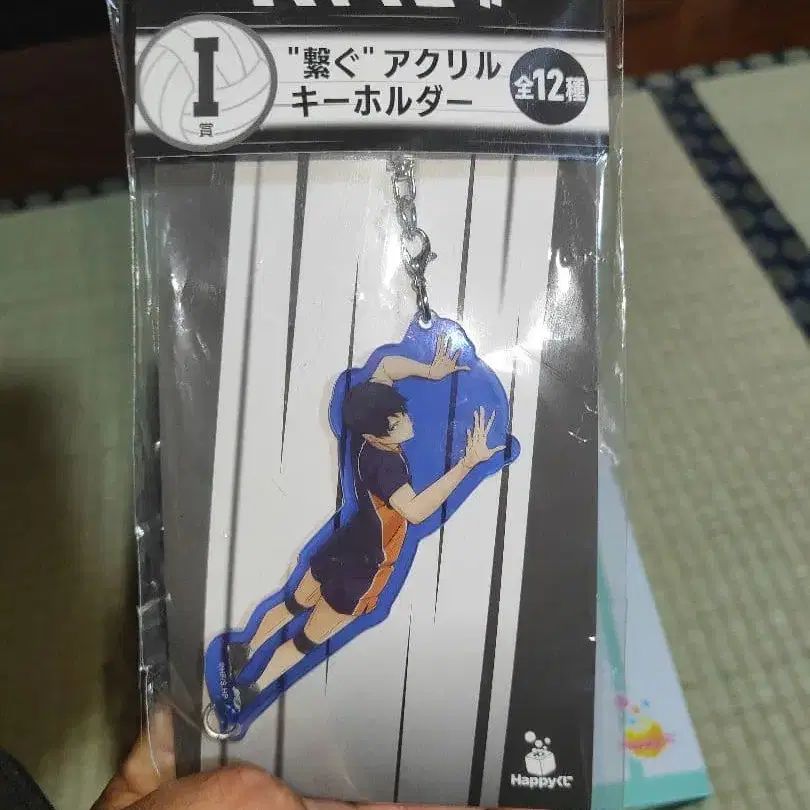 I
賞
"繋ぐ"アクリル
キーホルダー
全12種
Happyくじ